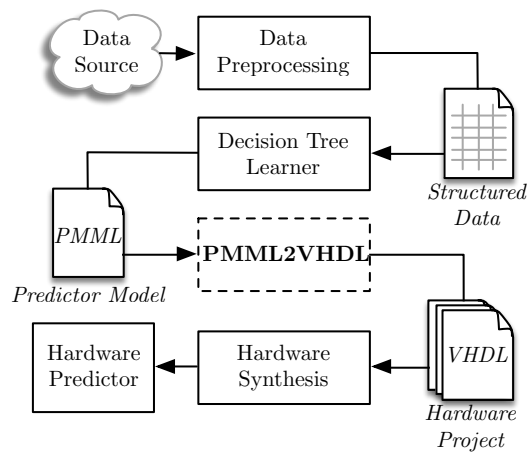 Data
Source
Data
Preprocessing
Decision Tree
Learner
Structured
Data
PMML
Predictor Model
PMML2VHDL
VHDL
Hardware
Project
Hardware
Synthesis
Hardware
Predictor